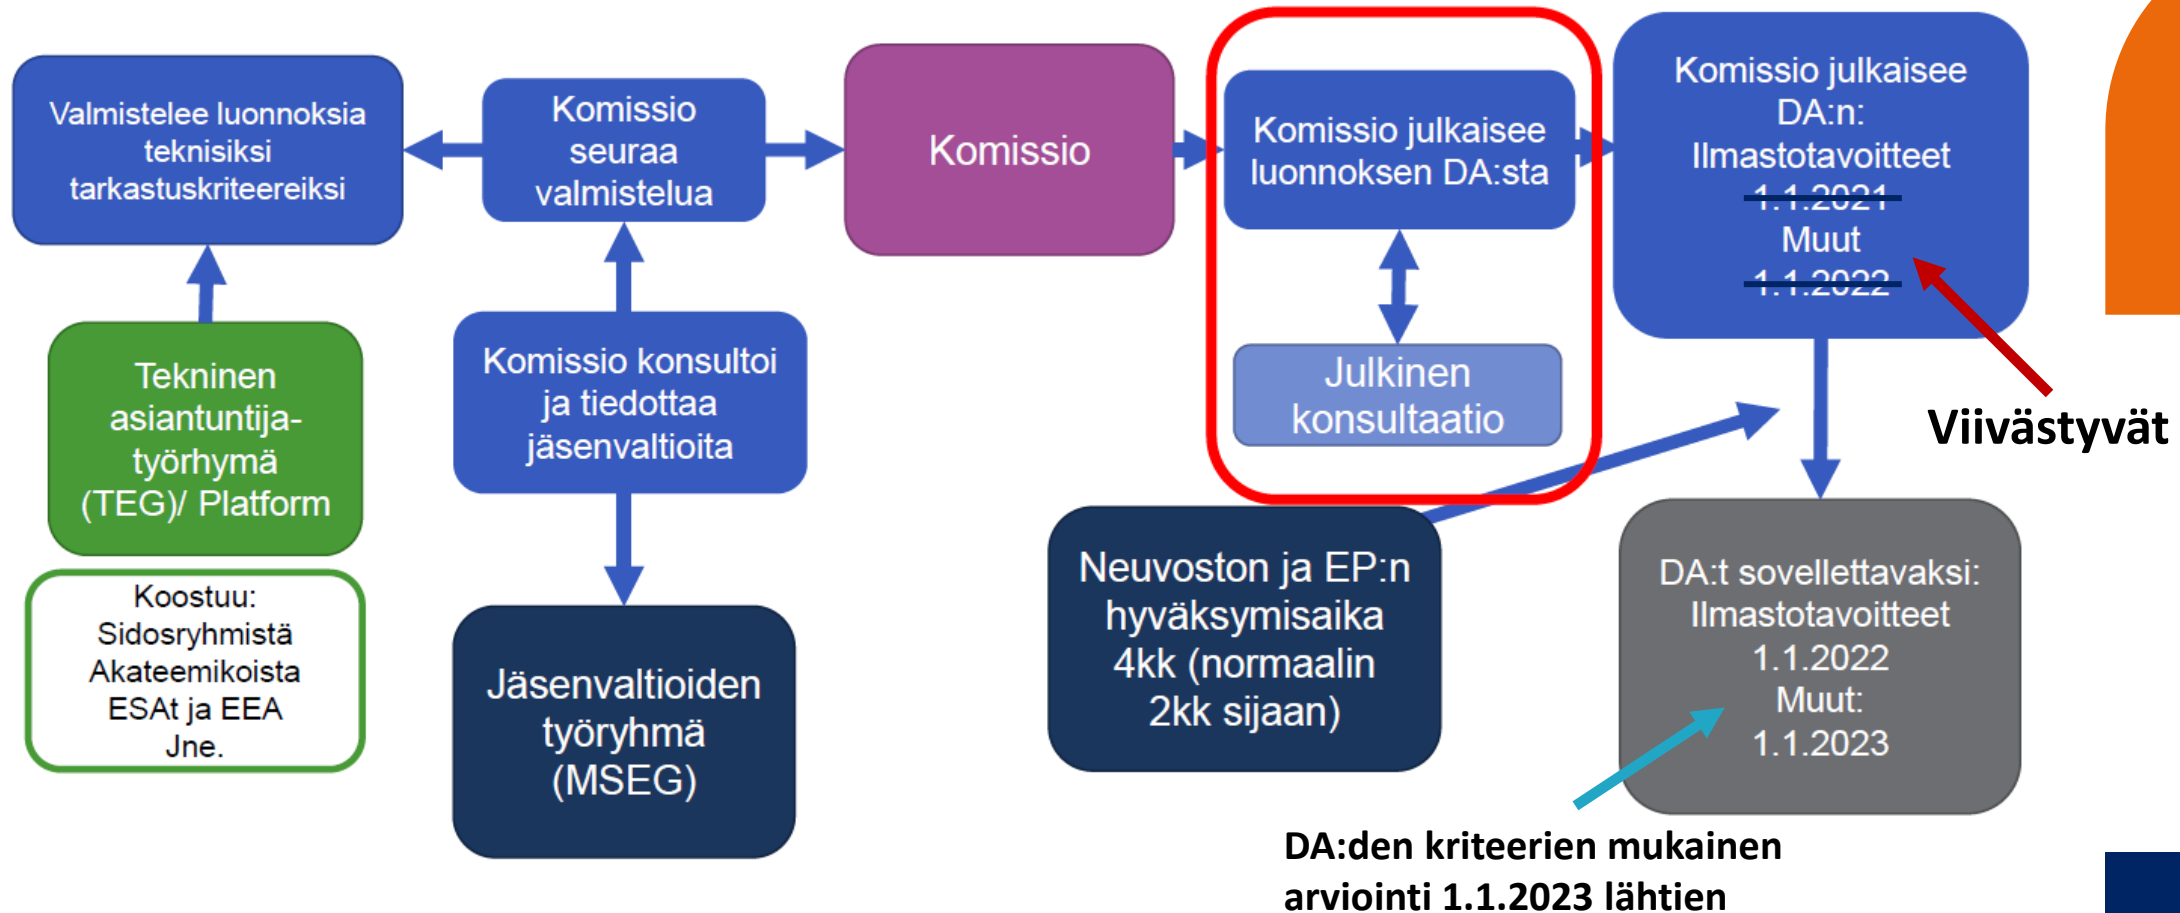 Valmistelee luonnoksia
teknisiksi
tarkastuskriteereiksi
Komissio
seuraa
valmistelua
Komissio
Komissio julkaisee
luonnoksen DA:sta
Komissio julkaisee
DA:n:
Ilmastotavoitteet
1.1.2021
Muut
1.1.2022
Tekninen
asiantuntija-
työrhymä
(TEG)/ Platform
Komissio konsultoi
ja tiedottaa
jäsenvaltioita
Julkinen
konsultaatio
Viivästyvät
Koostuu:
Sidosryhmistä
Akateemikoista
ESAt ja EEA
Jne.
Jäsenvaltioiden
työryhmä
(MSEG)
Neuvoston ja EP:n
hyväksymisaika
4kk (normaalin
2kk sijaan)
DA:t sovellettavaksi:
Ilmastotavoitteet
1.1.2022
Muut:
1.1.2023
DA:den kriteerien mukainen
arviointi 1.1.2023 lähtien